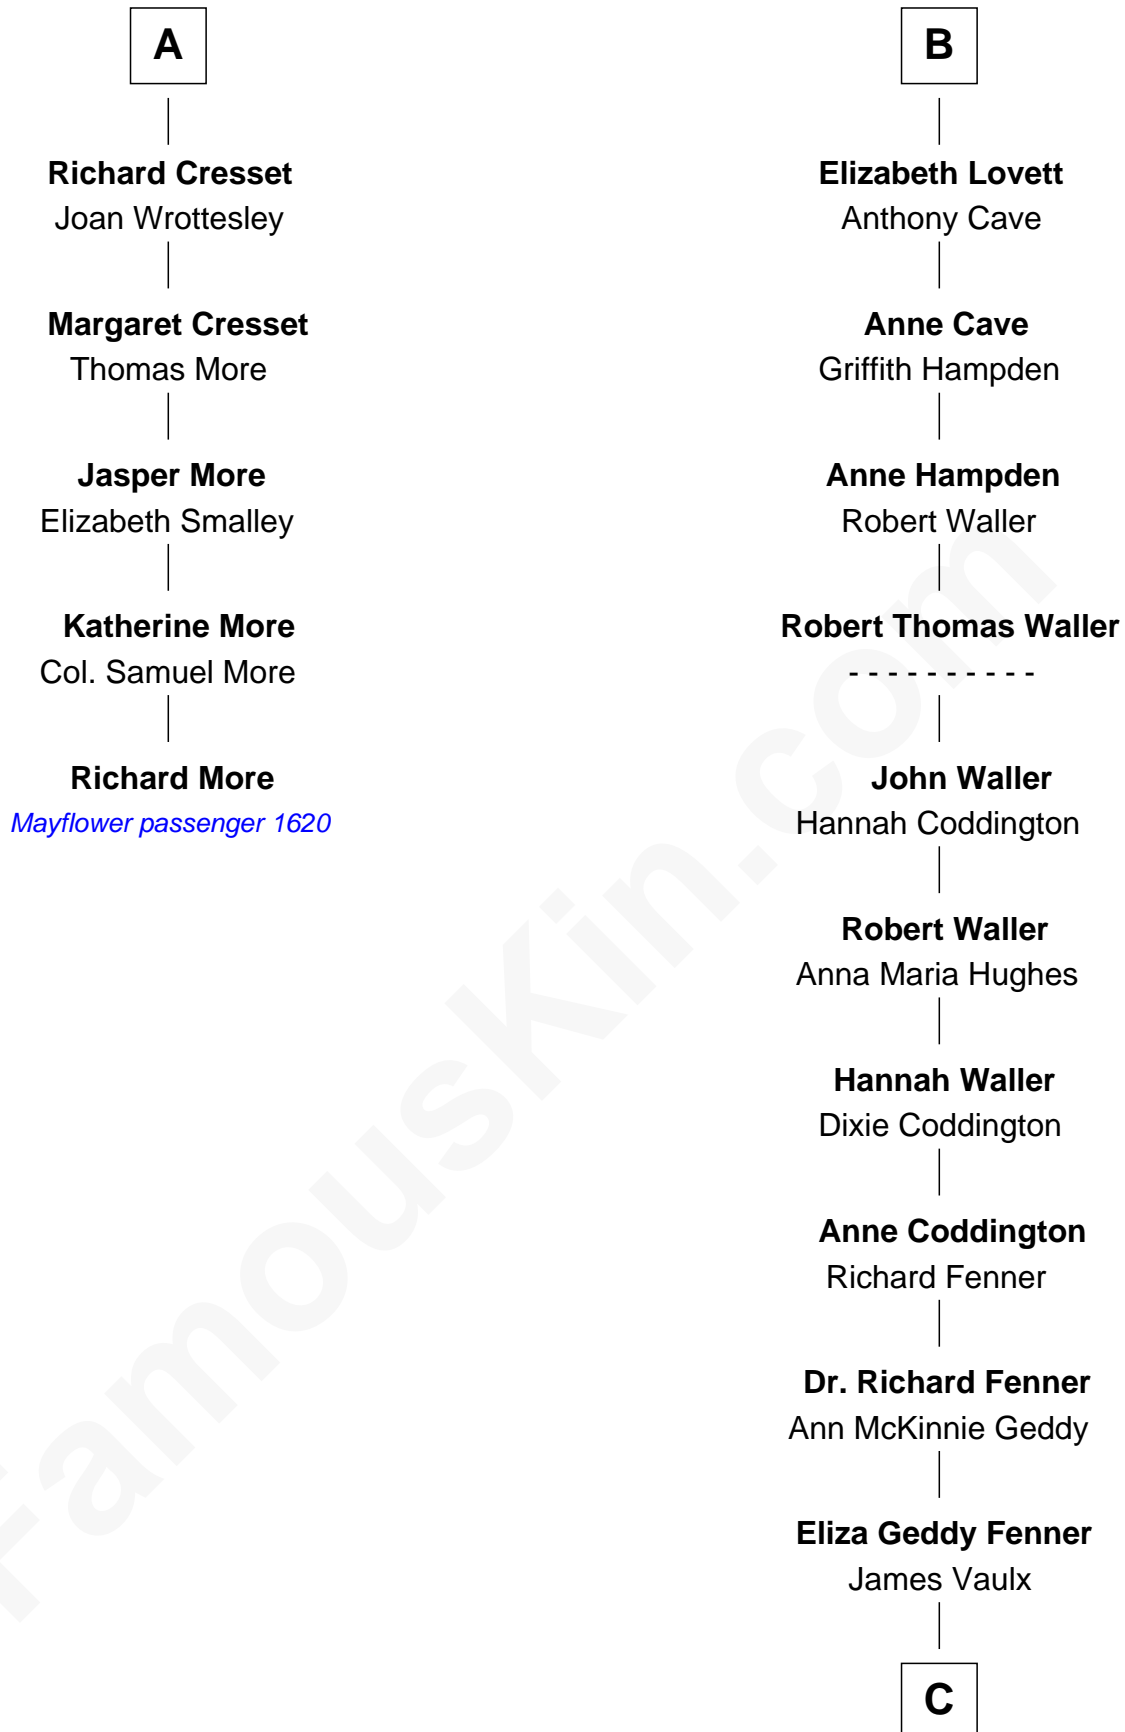 A
Richard Cresset
Joan Wrottesley
Margaret Cresset
Thomas More
Jasper More
Elizabeth Smalley
Katherine More
Col. Samuel More
Richard More
Mayflower passenger 1620
B
Elizabeth Lovett
Anthony Cave
Anne Cave
Griffith Hampden
Anne Hampden
Robert Waller
Robert Thomas Waller
- - - - - - - - - -
John Waller
Hannah Coddington
Robert Waller
Anna Maria Hughes
Hannah Waller
Dixie Coddington
Anne Coddington
Richard Fenner
Dr. Richard Fenner
Ann McKinnie Geddy
Eliza Geddy Fenner
James Vaulx
C
FamousKin.com